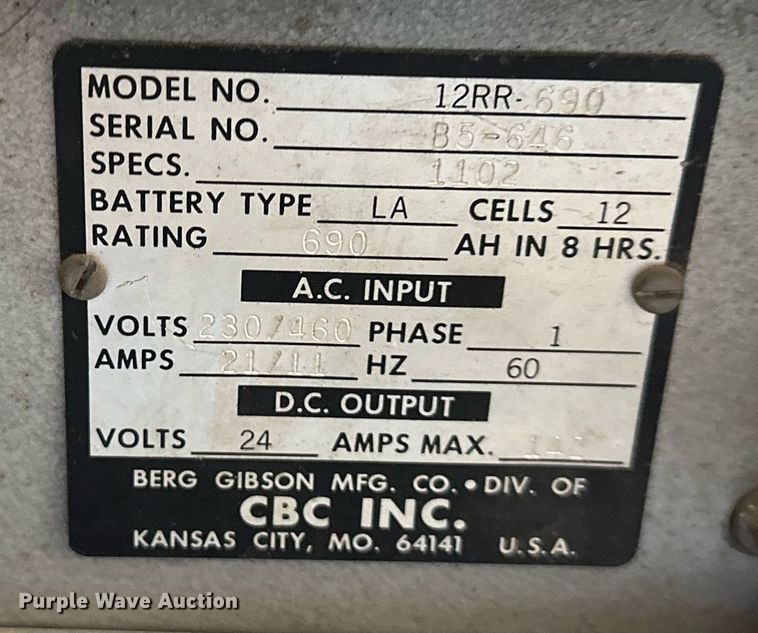 MODEL NO. 12RR-690
SERIAL NO. 85-646
SPECS. 1102
BATTERY TYPE LA CELLS 12
RATING 690 AH IN 8 HRS.
A.C. INPUT
VOLTS 230/460 PHASE 1
AMPS 21/11 HZ 60
D.C. OUTPUT
VOLTS 24 AMPS MAX.
BERG GIBSON MFG. CO. • DIV. OF
CBC INC.
KANSAS CITY, MO. 64141 U.S.A.
Purple Wave Auction